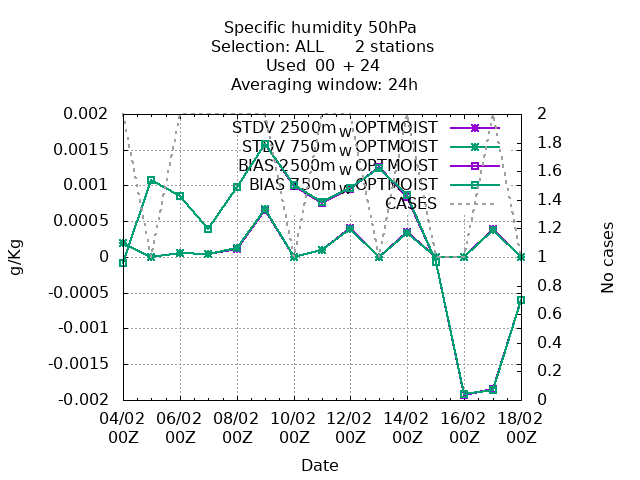 Specific humidity 50hPa
Selection: ALL 2 stations
Used 00 + 24
Averaging window: 24h
g/Kg
0.002
0.0015
0.001
0.0005
0
-0.0005
-0.001
-0.0015
-0.002
STDV 2500m W OPTMOIST
STDV 750m W OPTMOIST
BIAS 2500m W OPTMOIST
BIAS 750m W OPTMOIST
CASES
2
1.8
1.6
1.4
1.2
1
0.8
0.6
0.4
0.2
0
No cases
04/02 06/02 08/02 10/02 12/02 14/02 16/02 18/02
00Z 00Z 00Z 00Z 00Z 00Z 00Z 00Z
Date